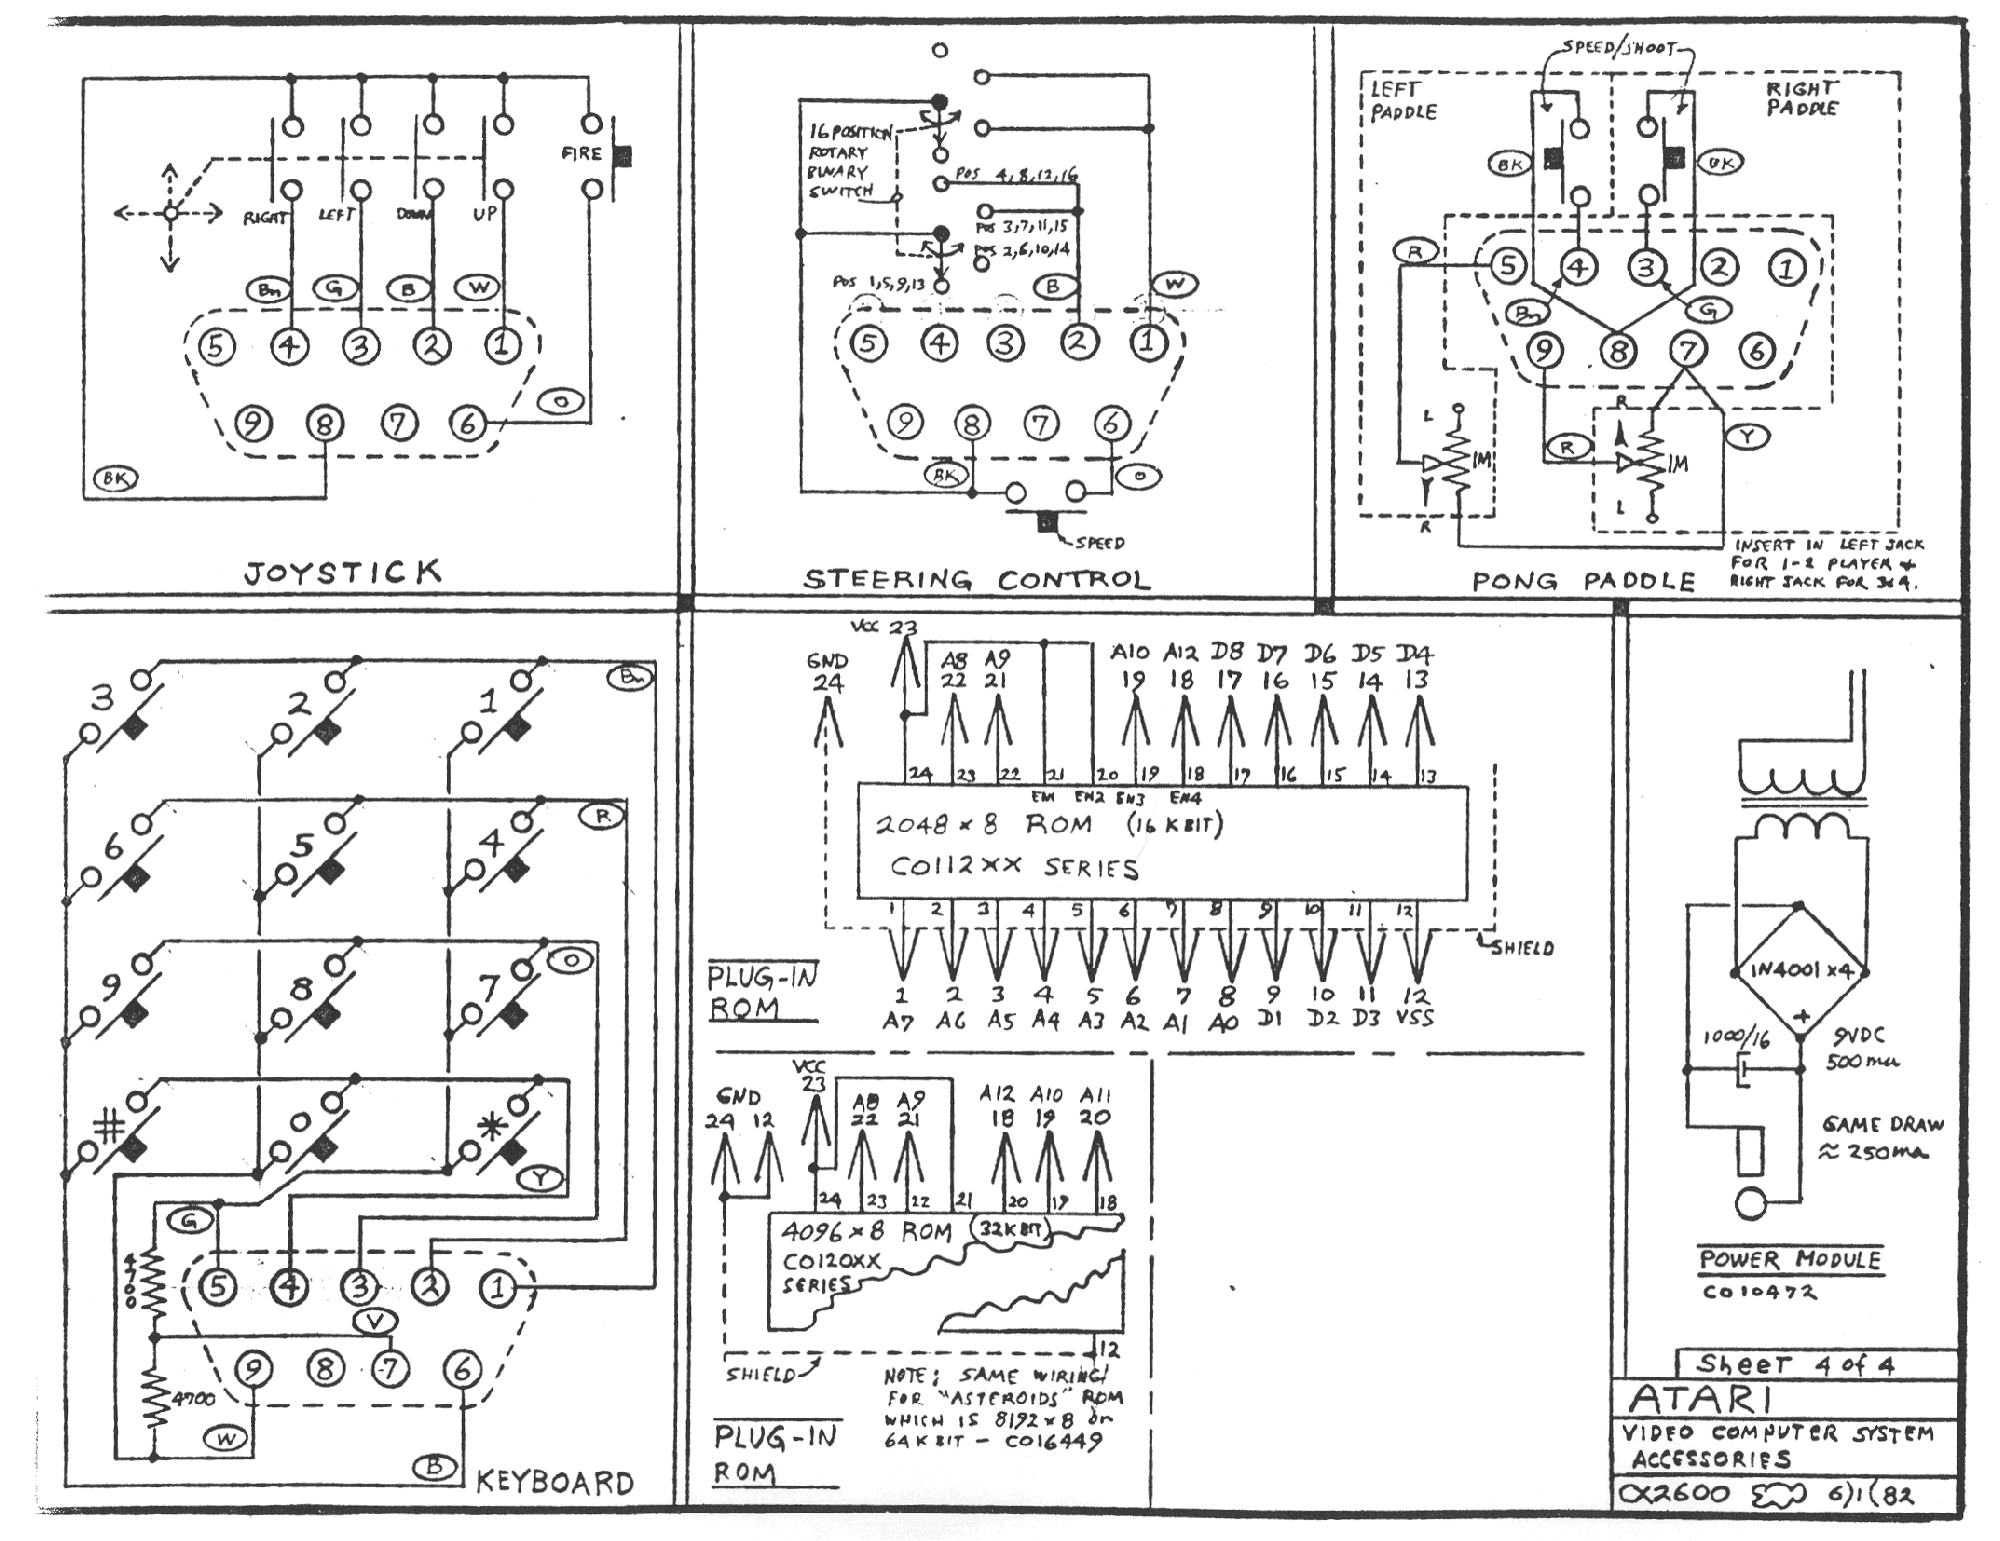 RIGHT LEFT DOWN UP
FIRE
Bn G B W
5 4 3 2 1
O
9 8 7 6
BK
JOYSTICK
16 POSITION
ROTARY
BINARY
SWITCH
POS 4,8,12,16
POS 3,7,11,15
POS 2,6,10,14
POS 1,5,9,13
B W
5 4 3 2 1
9 8 7 6
BK O
SPEED
STEERING CONTROL
SPEED/SHOOT
LEFT
PADDLE
RIGHT
PADDLE
BK BK
R
5 4 3 2 1
Bn G
9 8 7 6
L R
R Y
1M 1M
R L
INSERT IN LEFT JACK
FOR 1-2 PLAYER +
RIGHT JACK FOR 3&4.
PONG PADDLE
3 2 1
Bn
6 5 4
R
9 8 7
O
# 0 *
Y
G
4700
5 4 3 2 1
V
9 8 7 6
4700
W
B
KEYBOARD
VCC 23
GND
24
A8 A9 A10 A12 D8 D7 D6 D5 D4
22 21 19 18 17 16 15 14 13
24 23 22 21 20 19 18 17 16 15 14 13
EN1 EN2 EN3 EN4
2048 x 8 ROM (16 K BIT)
CO112XX SERIES
1 2 3 4 5 6 7 8 9 10 11 12
SHIELD
PLUG-IN
ROM
1 2 3 4 5 6 7 8 9 10 11 12
A7 A6 A5 A4 A3 A2 A1 A0 D1 D2 D3 VSS
VCC
23
GND
24 12
A8 A9 A12 A10 A11
22 21 18 19 20
24 23 22 21 20 19 18
4096 x 8 ROM (32K BIT)
CO120XX
SERIES
12
SHIELD
NOTE: SAME WIRING
FOR "ASTEROIDS" ROM
WHICH IS 8192 x 8 or
64 K BIT - CO16449
PLUG-IN
ROM
1N4001 x4
+
1000/16
9VDC
500 ma
GAME DRAW
≈ 250ma
POWER MODULE
CO10472
Sheet 4 of 4
ATARI
VIDEO COMPUTER SYSTEM
ACCESSORIES
CX2600 6/1/82